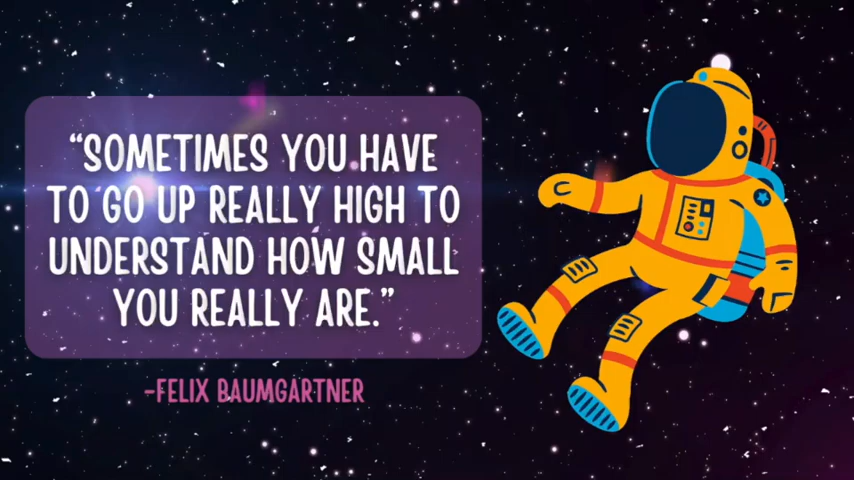 “SOMETIMES YOU HAVE
TO GO UP REALLY HIGH TO
UNDERSTAND HOW SMALL
YOU REALLY ARE.”
-FELIX BAUMGARTNER